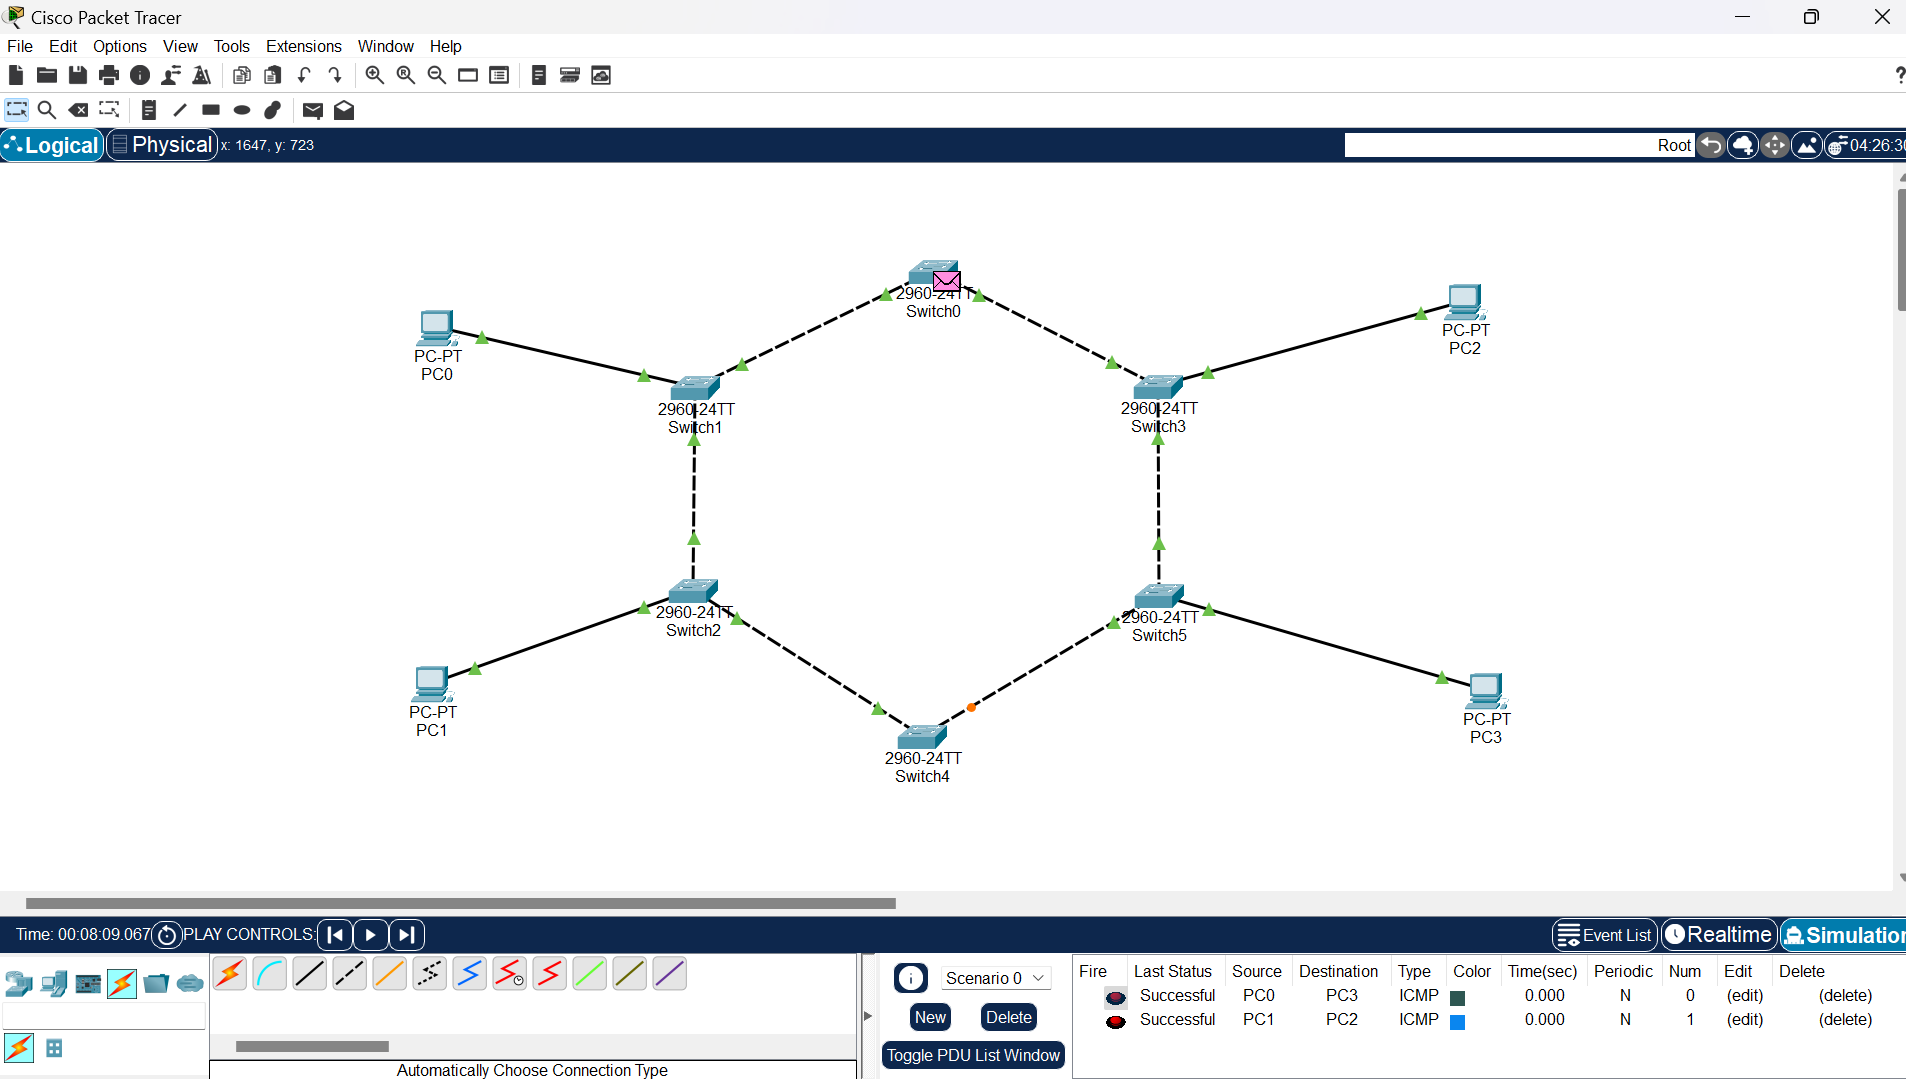 Cisco Packet Tracer
File Edit Options View Tools Extensions Window Help
?
Logical Physical x: 1647, y: 723 Root 04:26:30
2960-24TT
Switch0
PC-PT
PC0
PC-PT
PC2
2960-24TT
Switch1
2960-24TT
Switch3
2960-24TT
Switch2
2960-24TT
Switch5
PC-PT
PC1
PC-PT
PC3
2960-24TT
Switch4
Time: 00:08:09.067 PLAY CONTROLS: Event List Realtime Simulation
Scenario 0
New Delete
Toggle PDU List Window
Fire Last Status Source Destination Type Color Time(sec) Periodic Num Edit Delete
Successful PC0 PC3 ICMP 0.000 N 0 (edit) (delete)
Successful PC1 PC2 ICMP 0.000 N 1 (edit) (delete)
Automatically Choose Connection Type